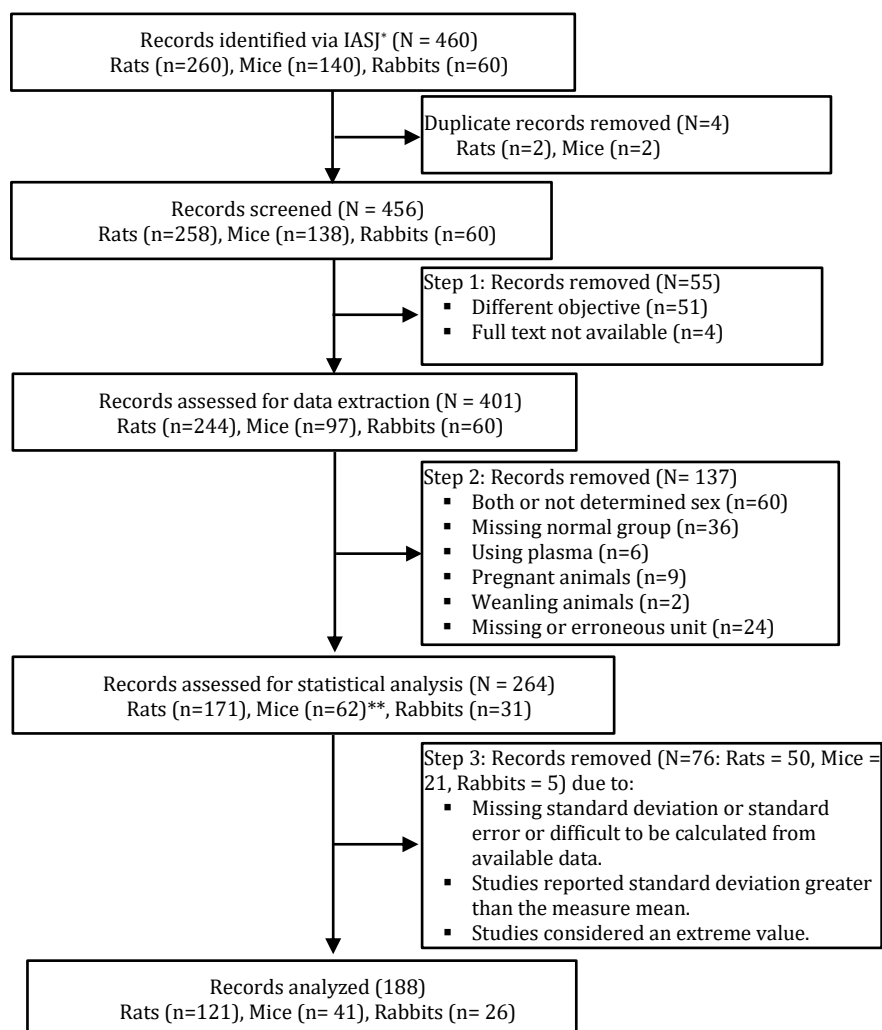 Records identified via IASJ* (N = 460)
Rats (n=260), Mice (n=140), Rabbits (n=60)
Duplicate records removed (N=4)
Rats (n=2), Mice (n=2)
Records screened (N = 456)
Rats (n=258), Mice (n=138), Rabbits (n=60)
Step 1: Records removed (N=55)
▪ Different objective (n=51)
▪ Full text not available (n=4)
Records assessed for data extraction (N = 401)
Rats (n=244), Mice (n=97), Rabbits (n=60)
Step 2: Records removed (N= 137)
▪ Both or not determined sex (n=60)
▪ Missing normal group (n=36)
▪ Using plasma (n=6)
▪ Pregnant animals (n=9)
▪ Weanling animals (n=2)
▪ Missing or erroneous unit (n=24)
Records assessed for statistical analysis (N = 264)
Rats (n=171), Mice (n=62)**, Rabbits (n=31)
Step 3: Records removed (N=76: Rats = 50, Mice =
21, Rabbits = 5) due to:
▪ Missing standard deviation or standard
error or difficult to be calculated from
available data.
▪ Studies reported standard deviation greater
than the measure mean.
▪ Studies considered an extreme value.
Records analyzed (188)
Rats (n=121), Mice (n= 41), Rabbits (n= 26)